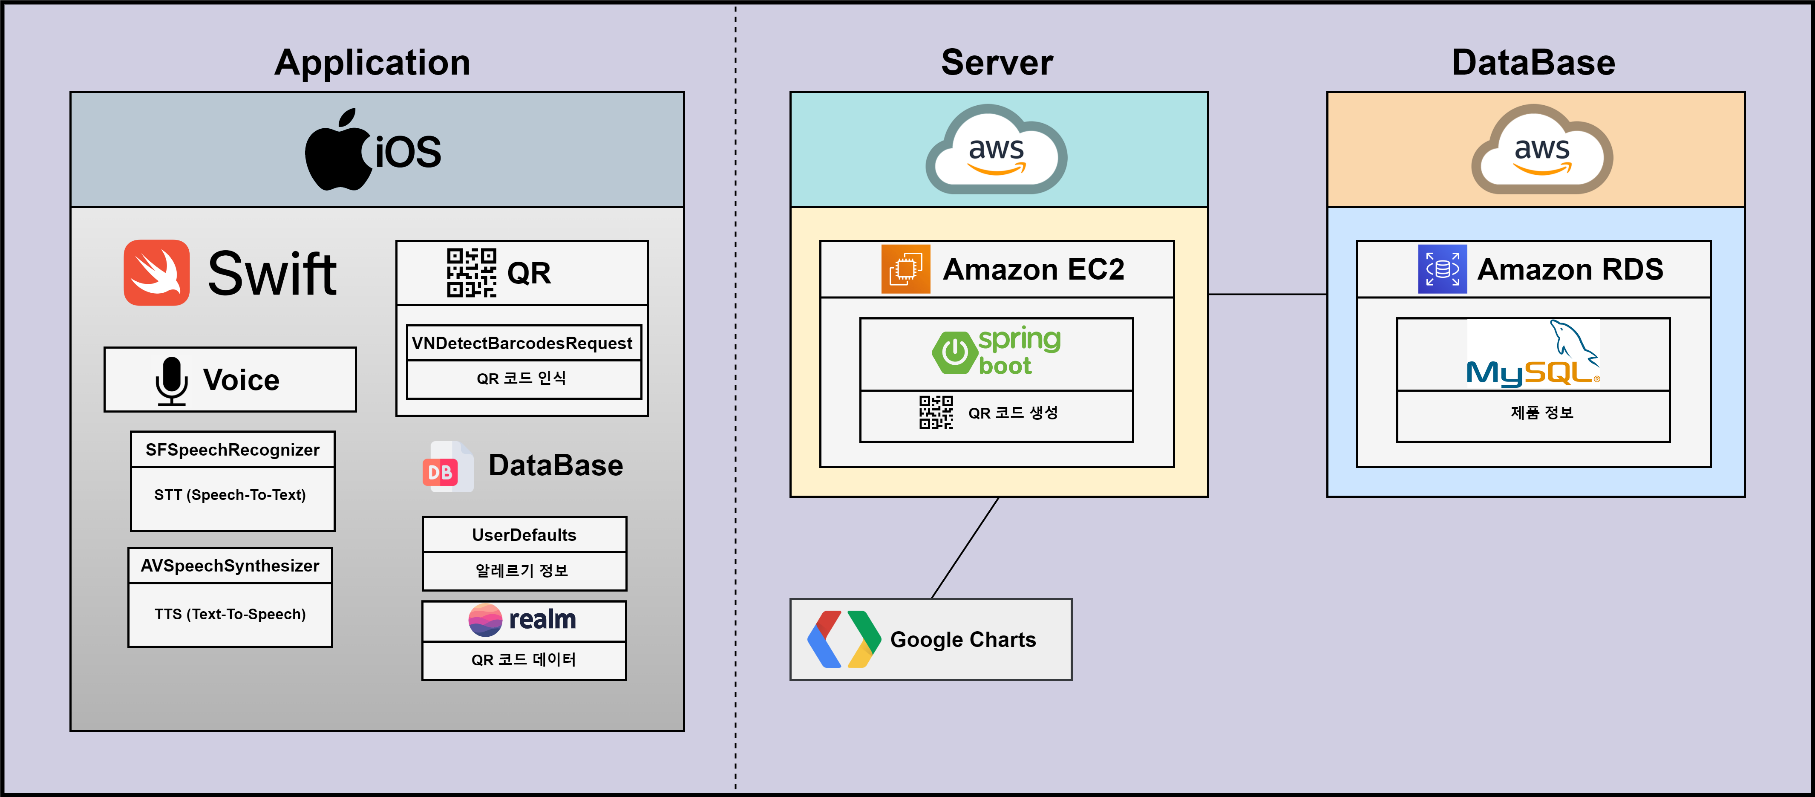 Application
iOS
Swift
QR
VNDetectBarcodesRequest
QR 코드 인식
Voice
SFSpeechRecognizer
STT (Speech-To-Text)
AVSpeechSynthesizer
TTS (Text-To-Speech)
DB
DataBase
UserDefaults
알레르기 정보
realm
QR 코드 데이터
Server
aws
Amazon EC2
spring
boot
QR 코드 생성
Google Charts
DataBase
aws
Amazon RDS
MySQL®
제품 정보